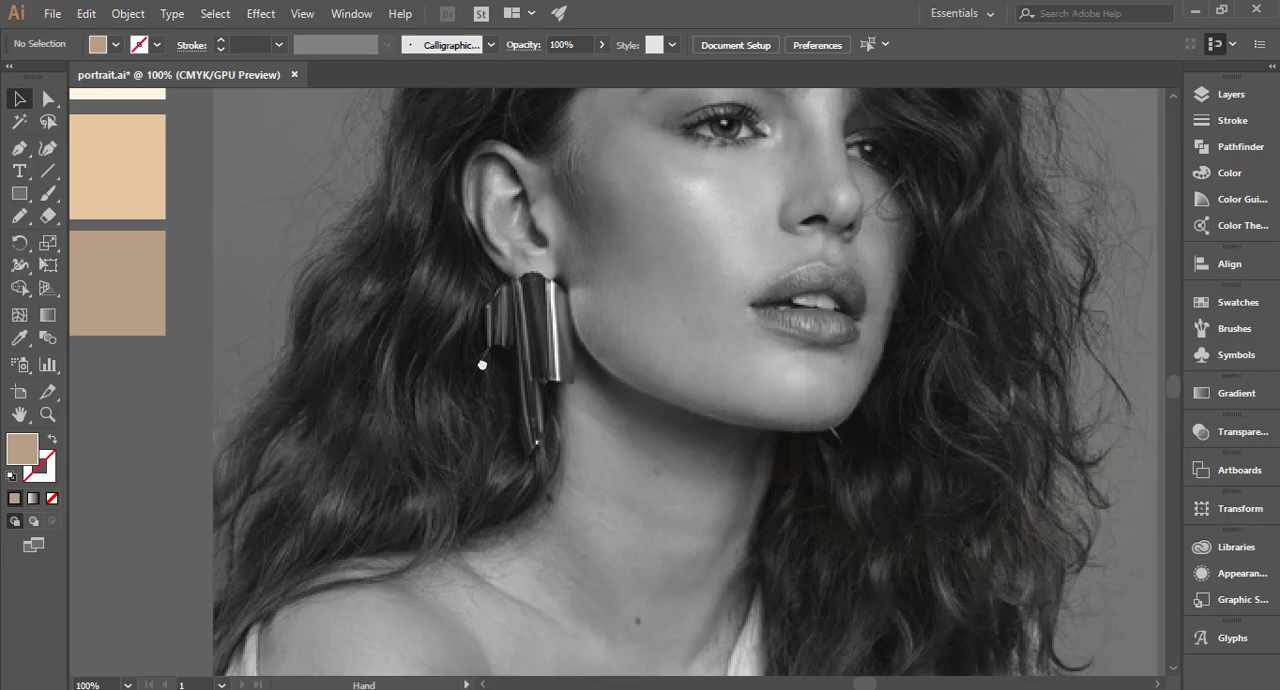 Ai File Edit Object Type Select Effect View Window Help Br St Essentials Search Adobe Help
No Selection Stroke: Calligraphic... Opacity: 100% Style: Document Setup Preferences
portrait.ai* @ 100% (CMYK/GPU Preview)
Layers
Stroke
Pathfinder
Color
Color Gui...
Color The...
Align
Swatches
Brushes
Symbols
Gradient
Transpare...
Artboards
Transform
Libraries
Appearan...
Graphic S...
Glyphs
100% 1 Hand